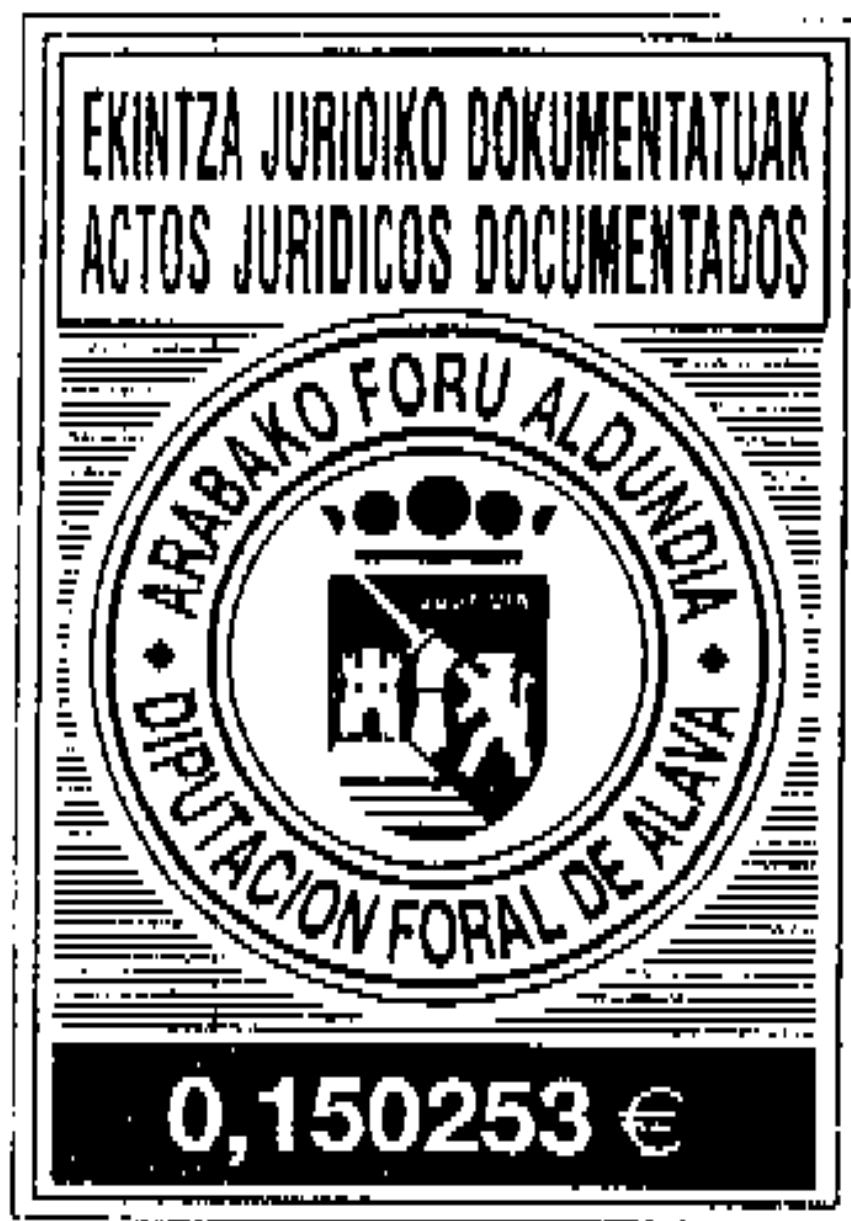 EKINTZA JURIDIKO DOKUMENTATUAK
ACTOS JURIDICOS DOCUMENTADOS
ARABAKO FORU ALDUNDIA
DIPUTACION FORAL DE ALAVA
0,150253 €